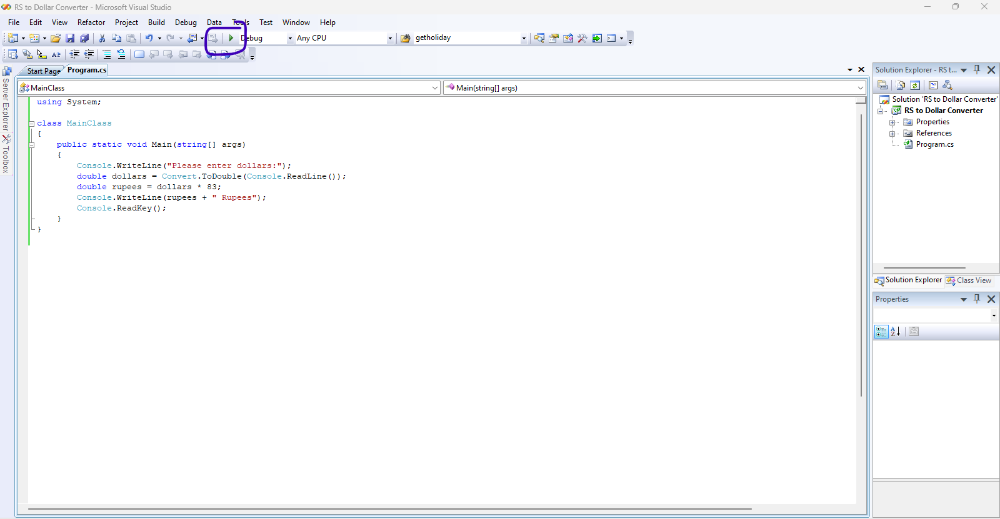 RS to Dollar Converter - Microsoft Visual Studio
File Edit View Refactor Project Build Debug Data Tools Test Window Help
Debug Any CPU getholiday
Server Explorer
Toolbox
Start Page Program.cs
MainClass Main(string[] args)
using System;
class MainClass
{
public static void Main(string[] args)
{
Console.WriteLine("Please enter dollars:");
double dollars = Convert.ToDouble(Console.ReadLine());
double rupees = dollars * 83;
Console.WriteLine(rupees + " Rupees");
Console.ReadKey();
}
}
Solution Explorer - RS t...
Solution 'RS to Dollar Converter'
RS to Dollar Converter
Properties
References
Program.cs
Solution Explorer Class View
Properties